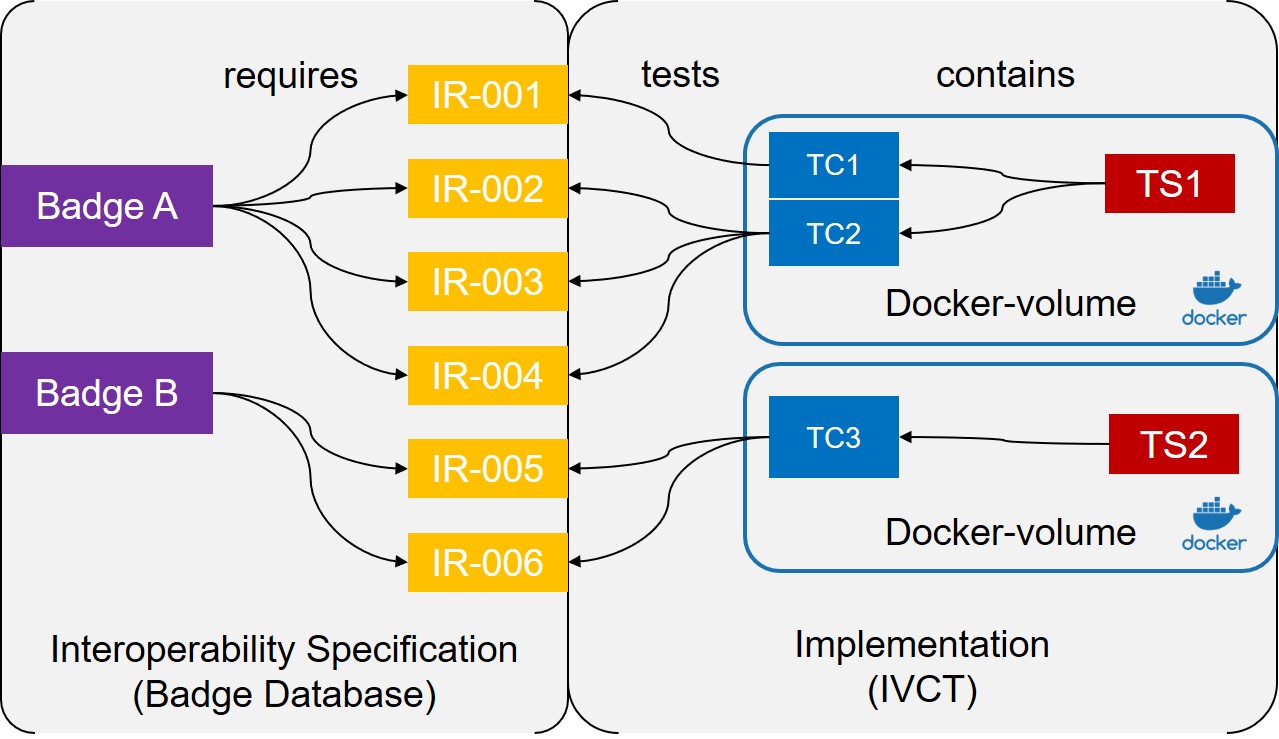 requires
tests
contains
IR-001
IR-002
IR-003
IR-004
IR-005
IR-006
Badge A
Badge B
TC1
TC2
TS1
Docker-volume
docker
TC3
TS2
Docker-volume
docker
Interoperability Specification
(Badge Database)
Implementation
(IVCT)